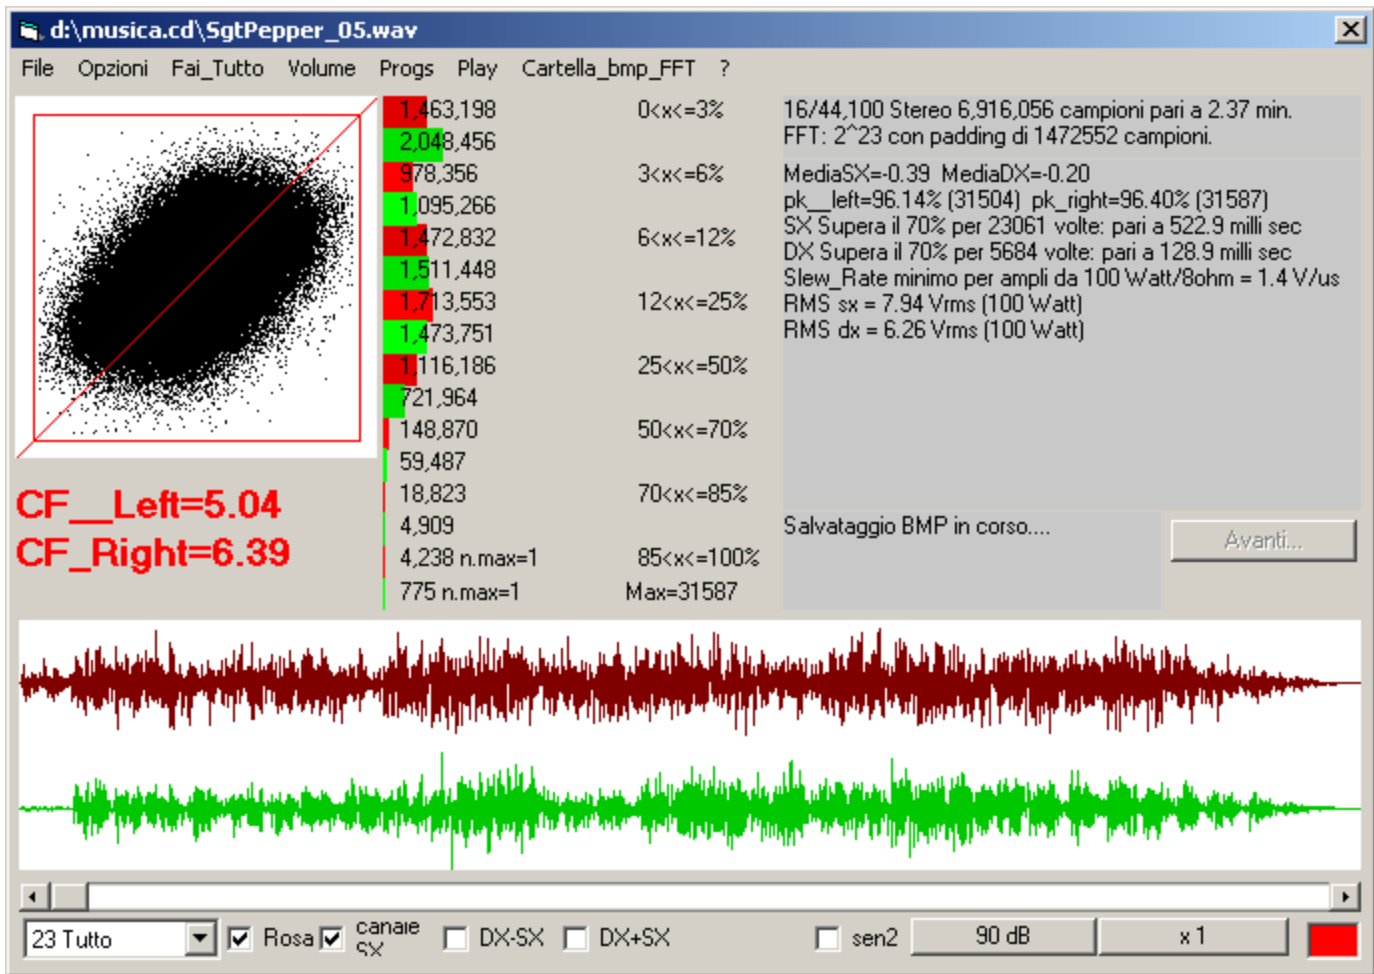 d:\musica.cd\SgtPepper_05.wav
File Opzioni Fai_Tutto Volume Progs Play Cartella_bmp_FFT ?
1,463,198 0<x<=3%
2,048,456
978,356 3<x<=6%
1,095,266
1,472,832 6<x<=12%
1,511,448
1,713,553 12<x<=25%
1,473,751
1,116,186 25<x<=50%
721,964
148,870 50<x<=70%
59,487
18,823 70<x<=85%
4,909
4,238 n.max=1 85<x<=100%
775 n.max=1 Max=31587
16/44,100 Stereo 6,916,056 campioni pari a 2.37 min.
FFT: 2^23 con padding di 1472552 campioni.
MediaSX=-0.39 MediaDX=-0.20
pk__left=96.14% (31504) pk_right=96.40% (31587)
SX Supera il 70% per 23061 volte: pari a 522.9 milli sec
DX Supera il 70% per 5684 volte: pari a 128.9 milli sec
Slew_Rate minimo per ampli da 100 Watt/8ohm = 1.4 V/us
RMS sx = 7.94 Vrms (100 Watt)
RMS dx = 6.26 Vrms (100 Watt)
CF__Left=5.04
CF_Right=6.39
Salvataggio BMP in corso....
Avanti...
23 Tutto Rosa canale SX DX-SX DX+SX sen2 90 dB x 1